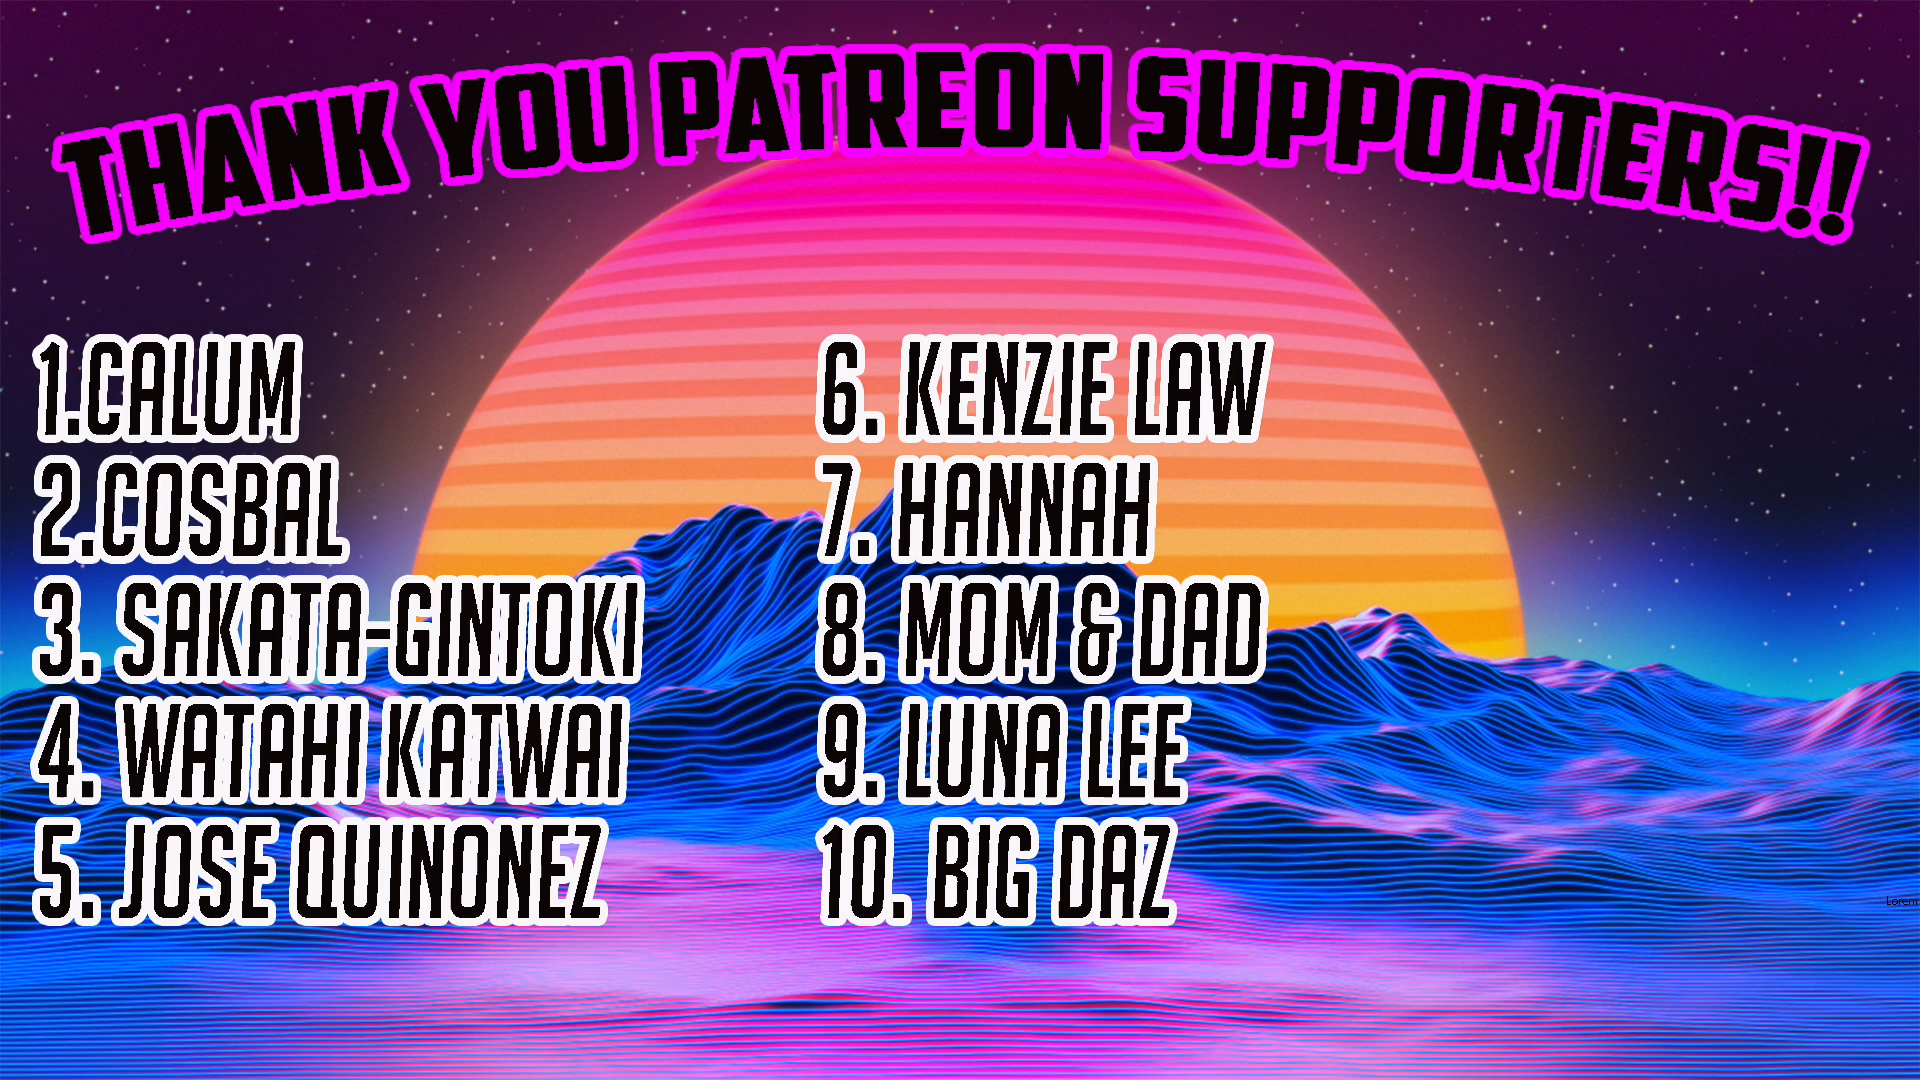 THANK YOU PATREON SUPPORTERS!!
1.CALUM
2.COSBAL
3. SAKATA-GINTOKI
4. WATAHI KATWAI
5. JOSE QUINONEZ
6. KENZIE LAW
7. HANNAH
8. MOM & DAD
9. LUNA LEE
10. BIG DAZ
Lorem